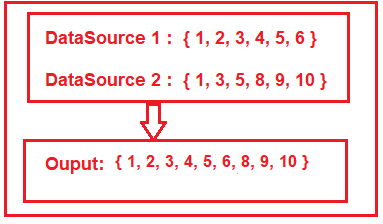 DataSource 1 : { 1, 2, 3, 4, 5, 6 }
DataSource 2 : { 1, 3, 5, 8, 9, 10 }
Ouput: { 1, 2, 3, 4, 5, 6, 8, 9, 10 }